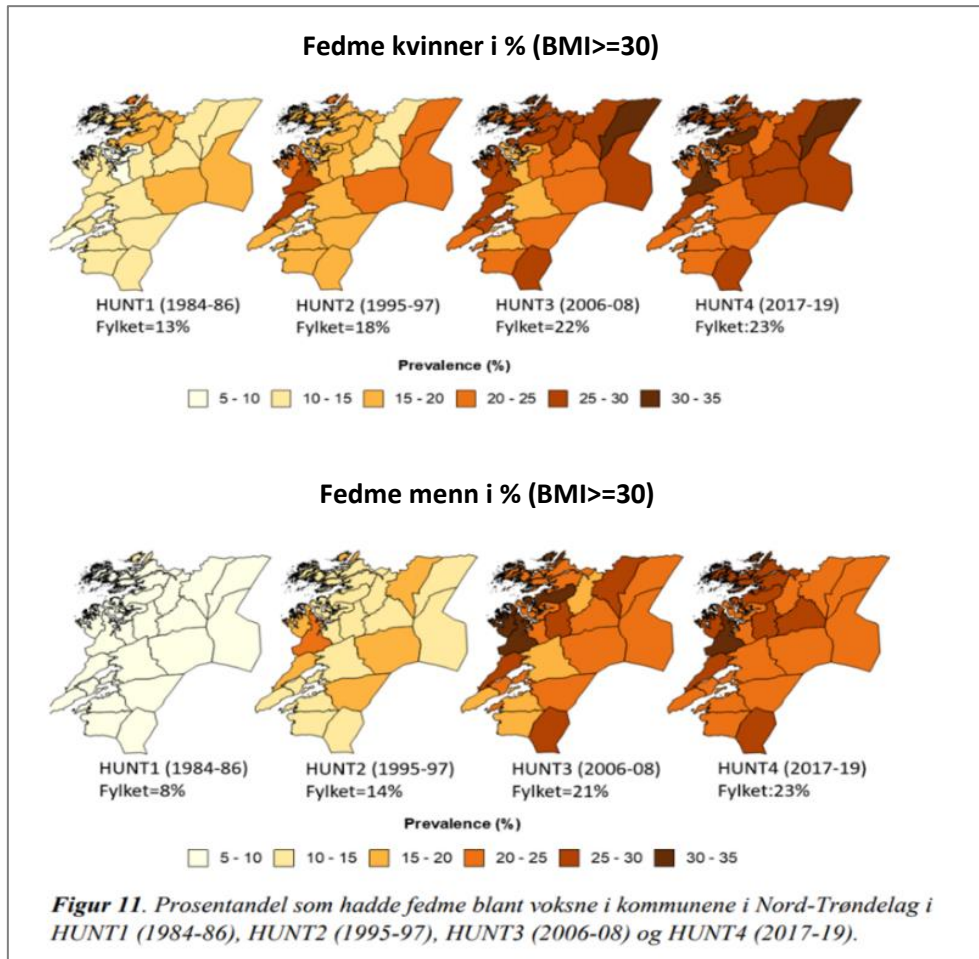 Fedme kvinner i % (BMI>=30)
HUNT1 (1984-86)
Fylket=13%
HUNT2 (1995-97)
Fylket=18%
HUNT3 (2006-08)
Fylket=22%
HUNT4 (2017-19)
Fylket:23%
Prevalence (%)
5 - 10 10 - 15 15 - 20 20 - 25 25 - 30 30 - 35
Fedme menn i % (BMI>=30)
HUNT1 (1984-86)
Fylket=8%
HUNT2 (1995-97)
Fylket=14%
HUNT3 (2006-08)
Fylket=21%
HUNT4 (2017-19)
Fylket:23%
Prevalence (%)
5 - 10 10 - 15 15 - 20 20 - 25 25 - 30 30 - 35
Figur 11. Prosentandel som hadde fedme blant voksne i kommunene i Nord-Trøndelag i
HUNT1 (1984-86), HUNT2 (1995-97), HUNT3 (2006-08) og HUNT4 (2017-19).